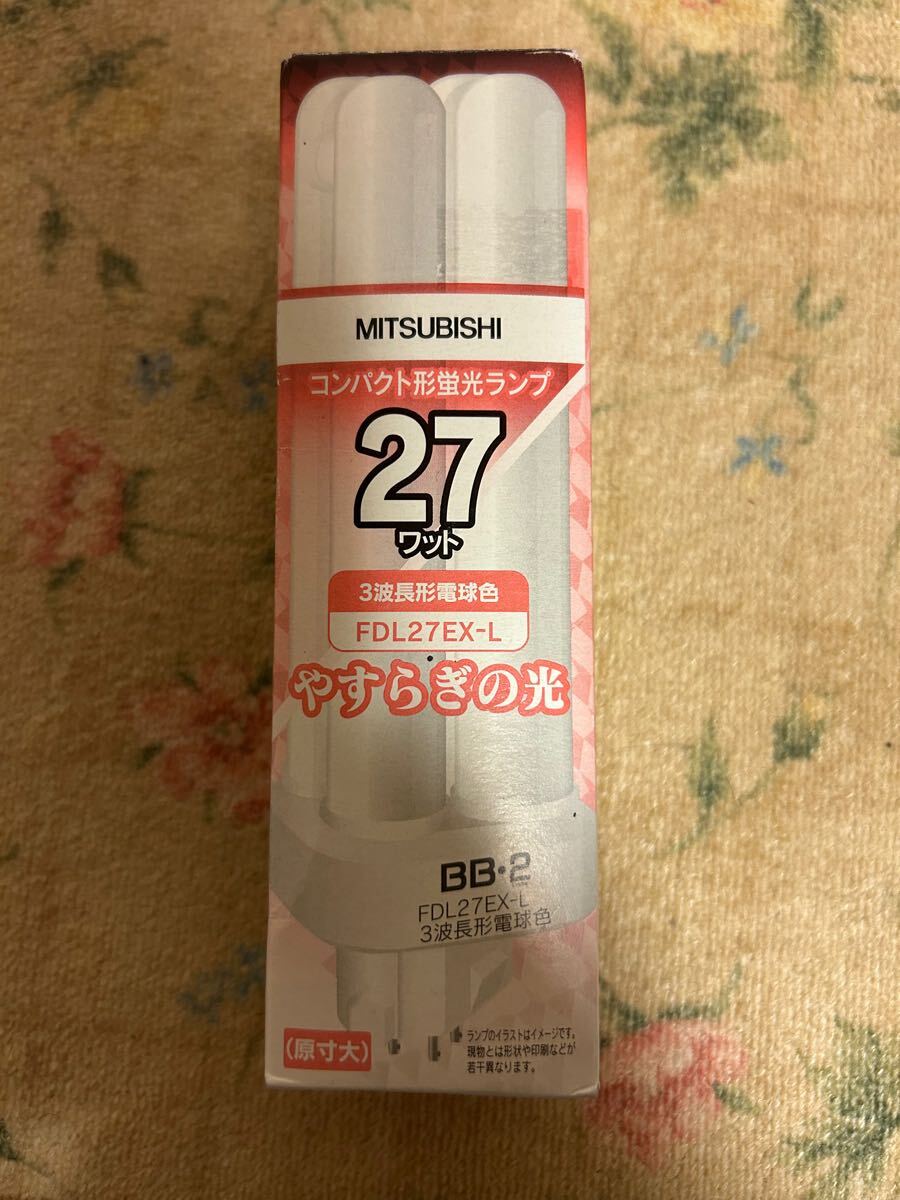 MITSUBISHI
コンパクト形蛍光ランプ
27
ワット
3波長形電球色
FDL27EX-L
やすらぎの光
BB・2
FDL27EX-L
3波長形電球色
(原寸大)
ランプのイラストはイメージです。
現物とは形状や印刷などが
若干異なります。